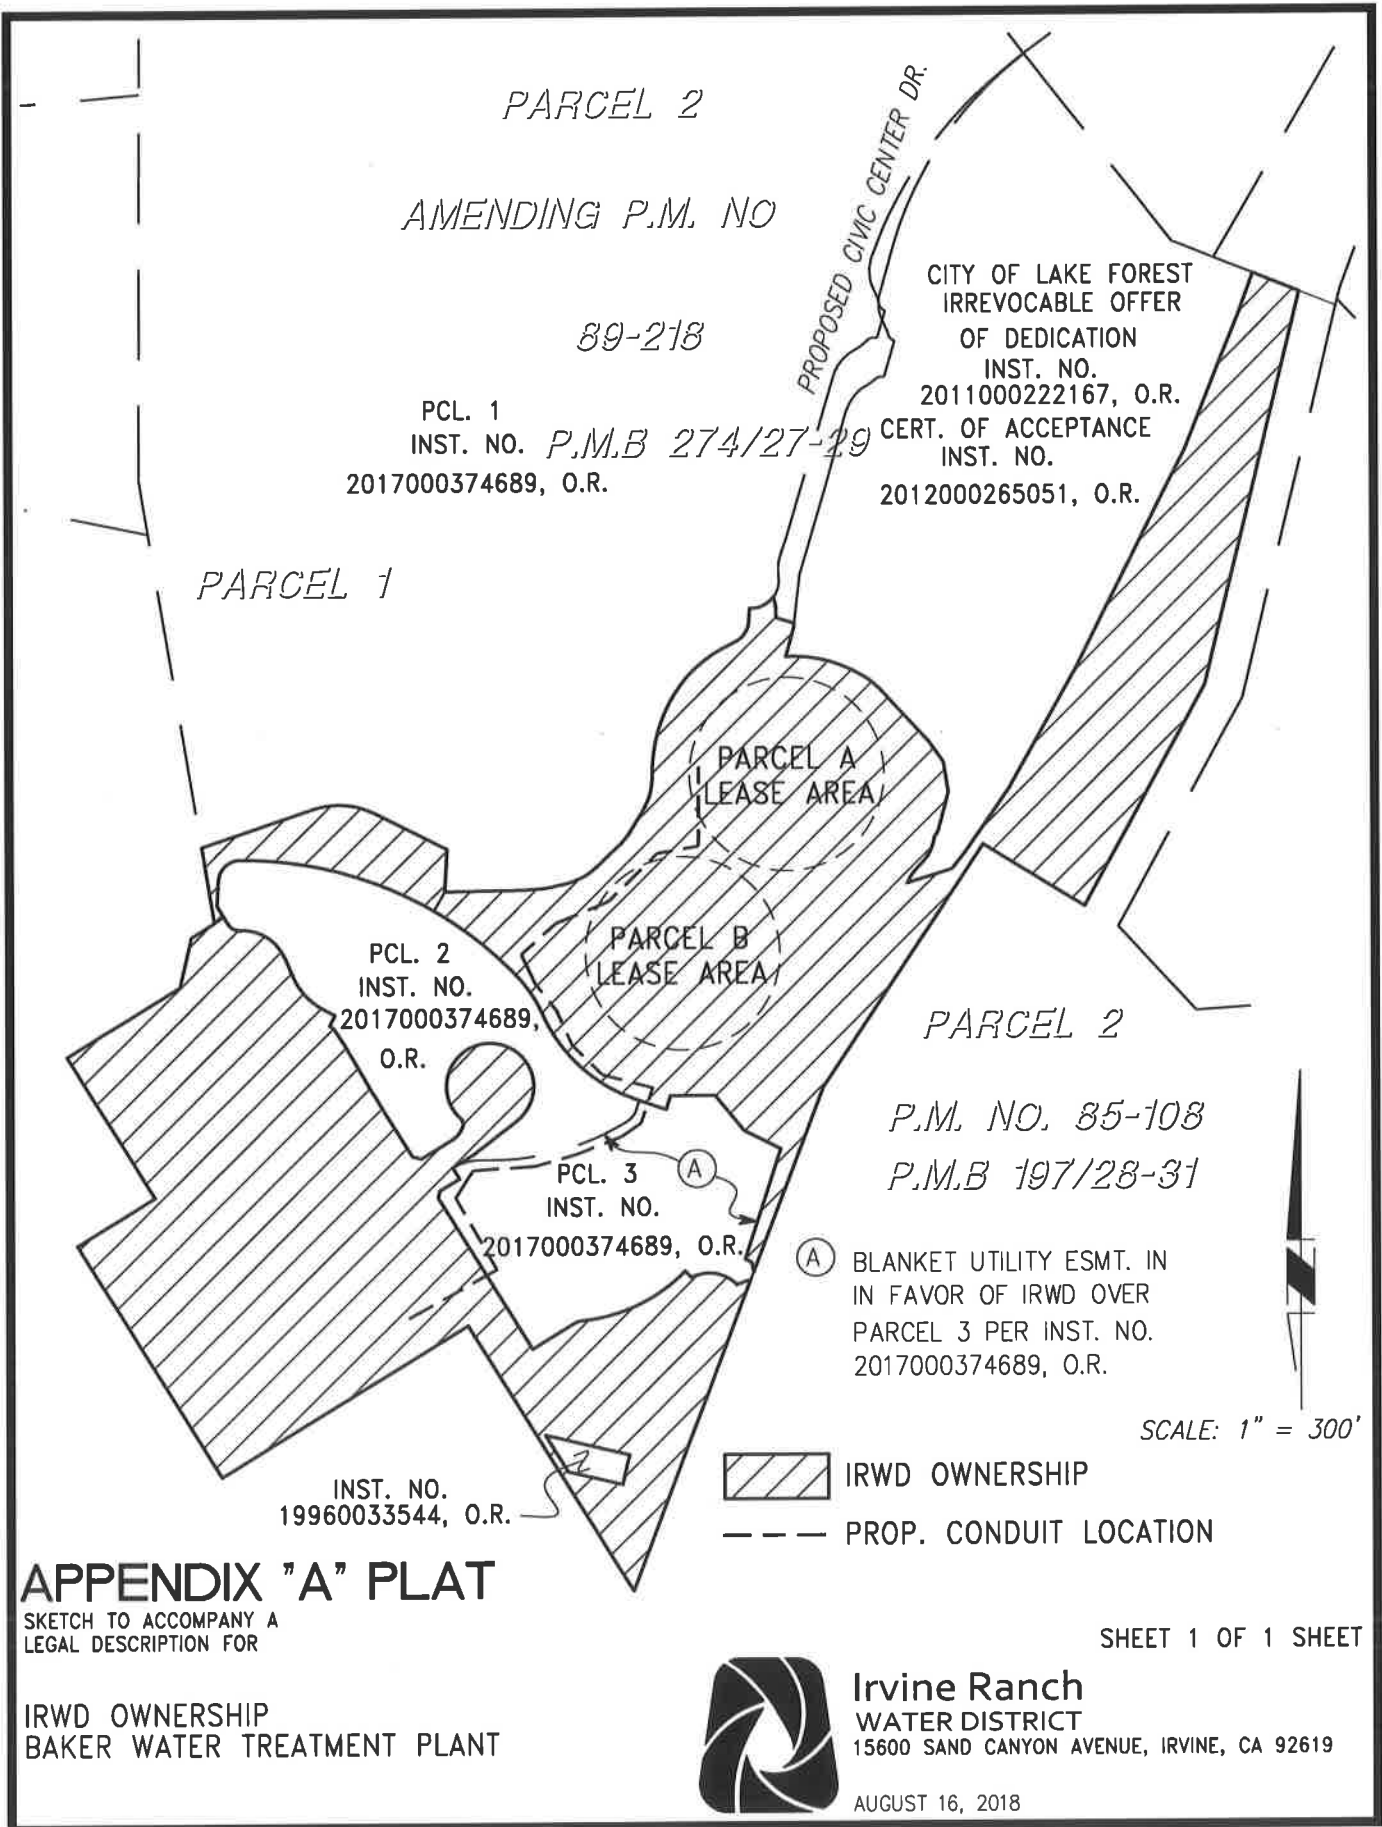 PARCEL 2
AMENDING P.M. NO
89-218
P.M.B 274/27-29
PROPOSED CIVIC CENTER DR.
CITY OF LAKE FOREST
IRREVOCABLE OFFER
OF DEDICATION
INST. NO.
2011000222167, O.R.
CERT. OF ACCEPTANCE
INST. NO.
2012000265051, O.R.
PCL. 1
INST. NO.
2017000374689, O.R.
PARCEL 1
PARCEL A
LEASE AREA
PARCEL B
LEASE AREA
PCL. 2
INST. NO.
2017000374689,
O.R.
PARCEL 2
P.M. NO. 85-108
P.M.B 197/28-31
A
PCL. 3
INST. NO.
2017000374689, O.R.
A BLANKET UTILITY ESMT. IN
IN FAVOR OF IRWD OVER
PARCEL 3 PER INST. NO.
2017000374689, O.R.
N
SCALE: 1" = 300'
IRWD OWNERSHIP
PROP. CONDUIT LOCATION
INST. NO.
19960033544, O.R.
APPENDIX "A" PLAT
SKETCH TO ACCOMPANY A
LEGAL DESCRIPTION FOR
IRWD OWNERSHIP
BAKER WATER TREATMENT PLANT
SHEET 1 OF 1 SHEET
Irvine Ranch
WATER DISTRICT
15600 SAND CANYON AVENUE, IRVINE, CA 92619
AUGUST 16, 2018